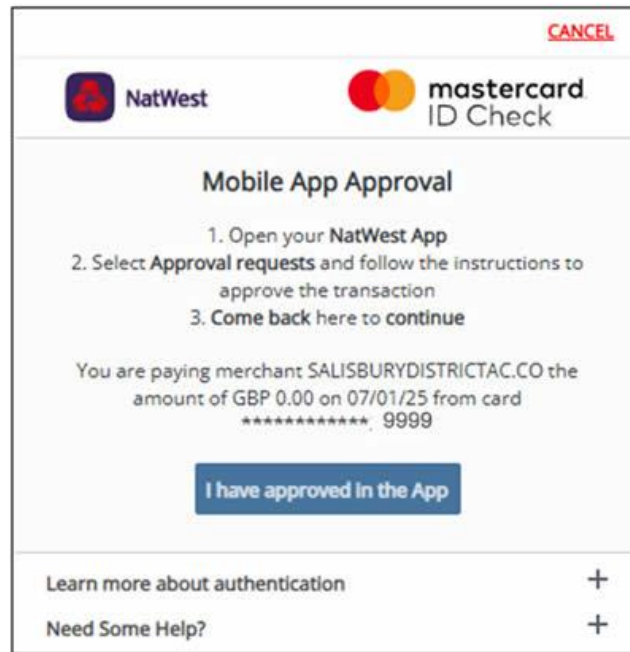 CANCEL
NatWest
mastercard
ID Check
Mobile App Approval
1. Open your NatWest App
2. Select Approval requests and follow the instructions to
approve the transaction
3. Come back here to continue
You are paying merchant SALISBURYDISTRICTAC.CO the
amount of GBP 0.00 on 07/01/25 from card
************; 9999
I have approved in the App
Learn more about authentication +
Need Some Help? +